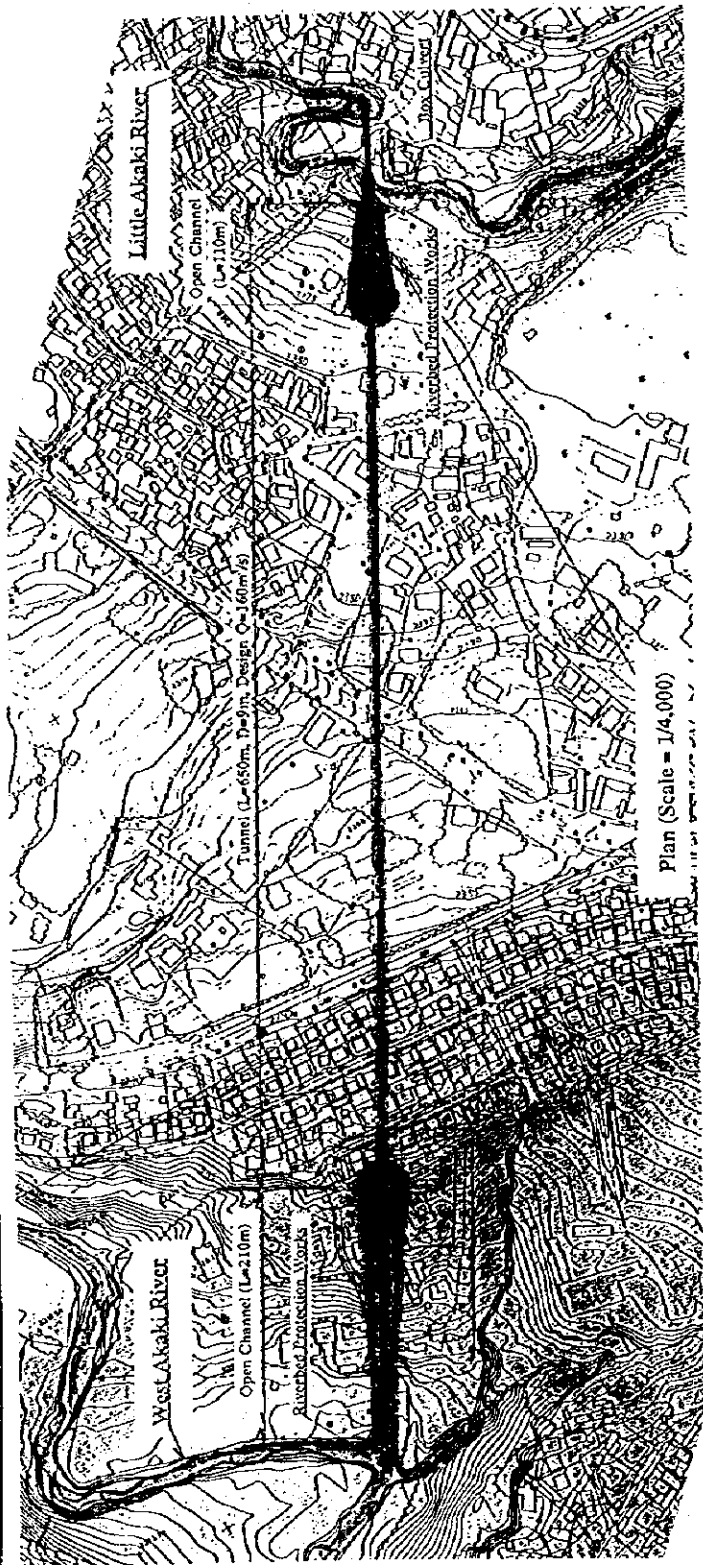 Little Akaki River
Open Channel
(L=110m)
Box Culvert
Riverbed Protection Works
Tunnel (L=650m, D=9m, Design Q=160m³/s)
West Akaki River
Open Channel (L=210m)
Riverbed Protection Works
Plan (Scale = 1/4,000)